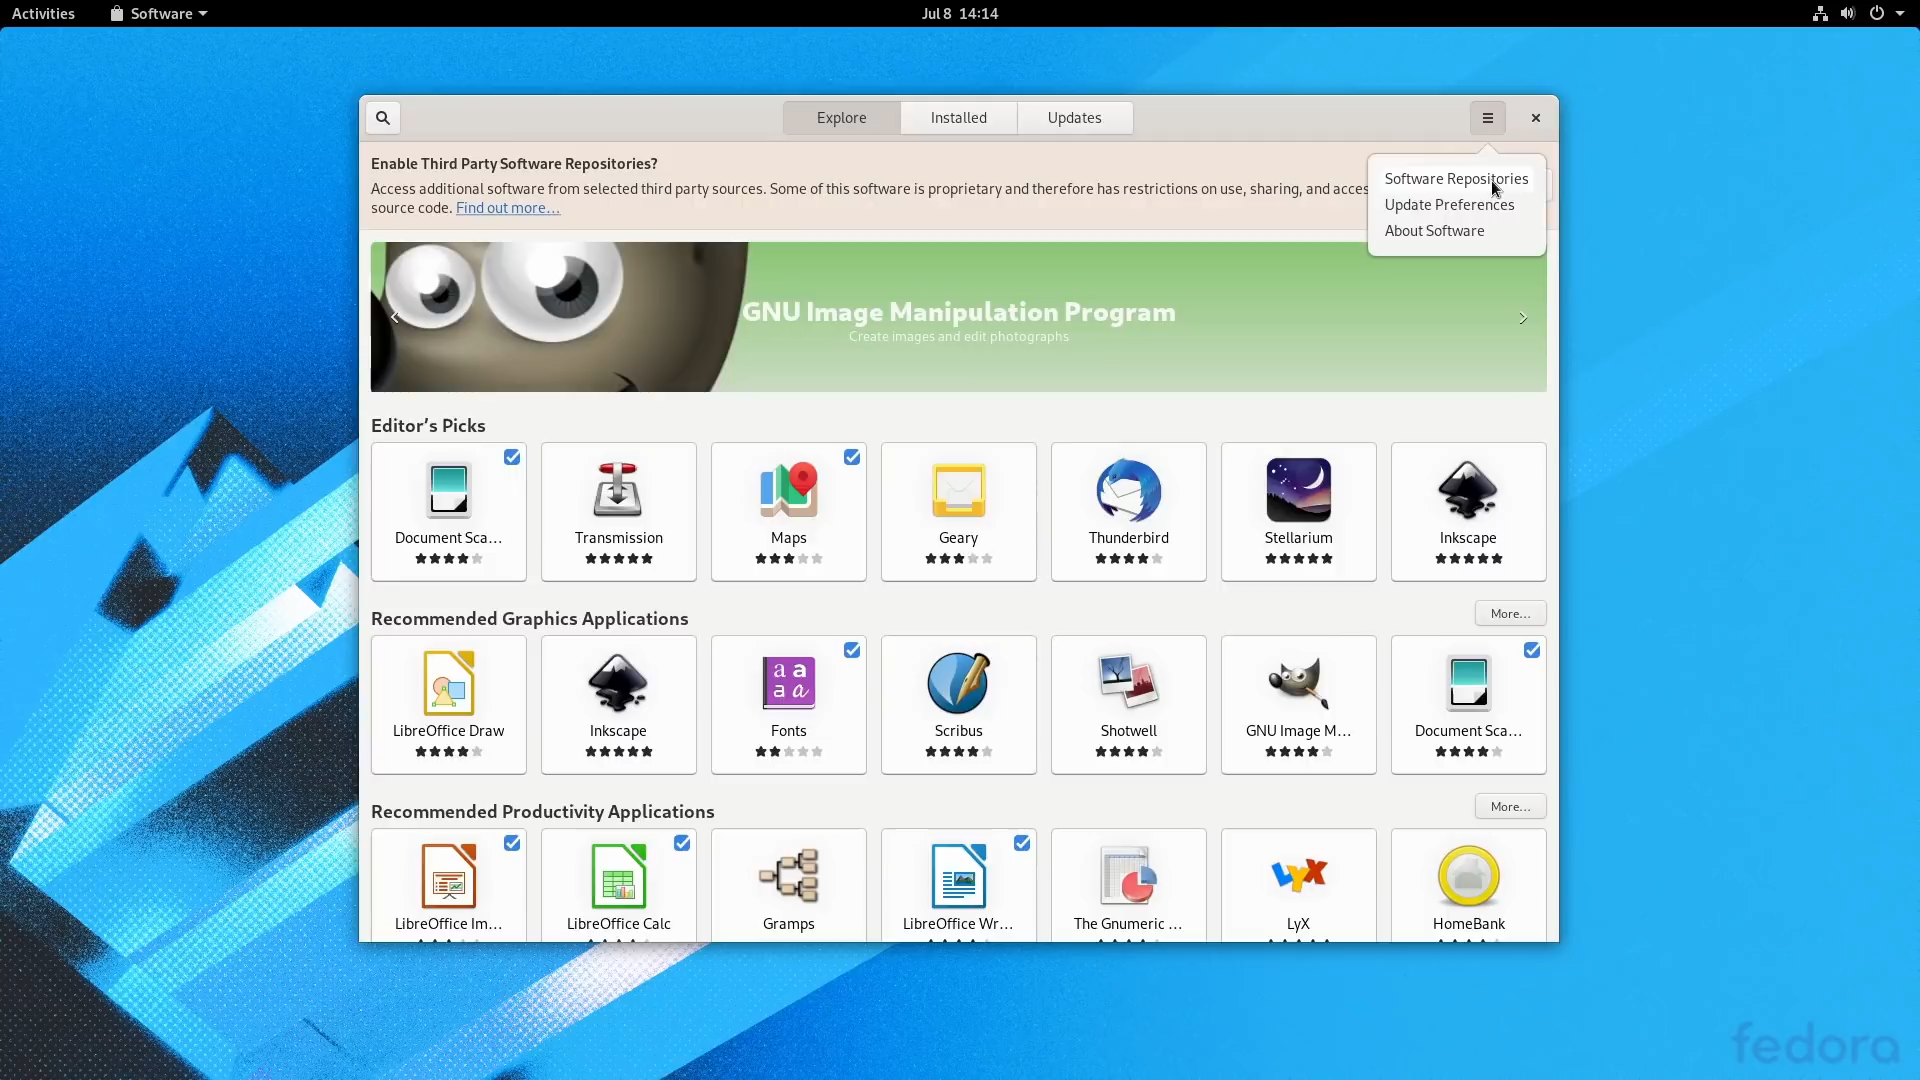 Activities
Software
Jul 8 14:14
Explore
Installed
Updates
Enable Third Party Software Repositories?
Access additional software from selected third party sources. Some of this software is proprietary and therefore has restrictions on use, sharing, and
source code. Find out more…
Software Repositories
Update Preferences
About Software
GNU Image Manipulation Program
Create images and edit photographs
Editor’s Picks
Document Sca…
Transmission
Maps
Geary
Thunderbird
Stellarium
Inkscape
Recommended Graphics Applications
More…
LibreOffice Draw
Inkscape
Fonts
Scribus
Shotwell
GNU Image M…
Document Sca…
Recommended Productivity Applications
More…
LibreOffice Im…
LibreOffice Calc
Gramps
LibreOffice Wr…
The Gnumeric …
LyX
HomeBank
fedora